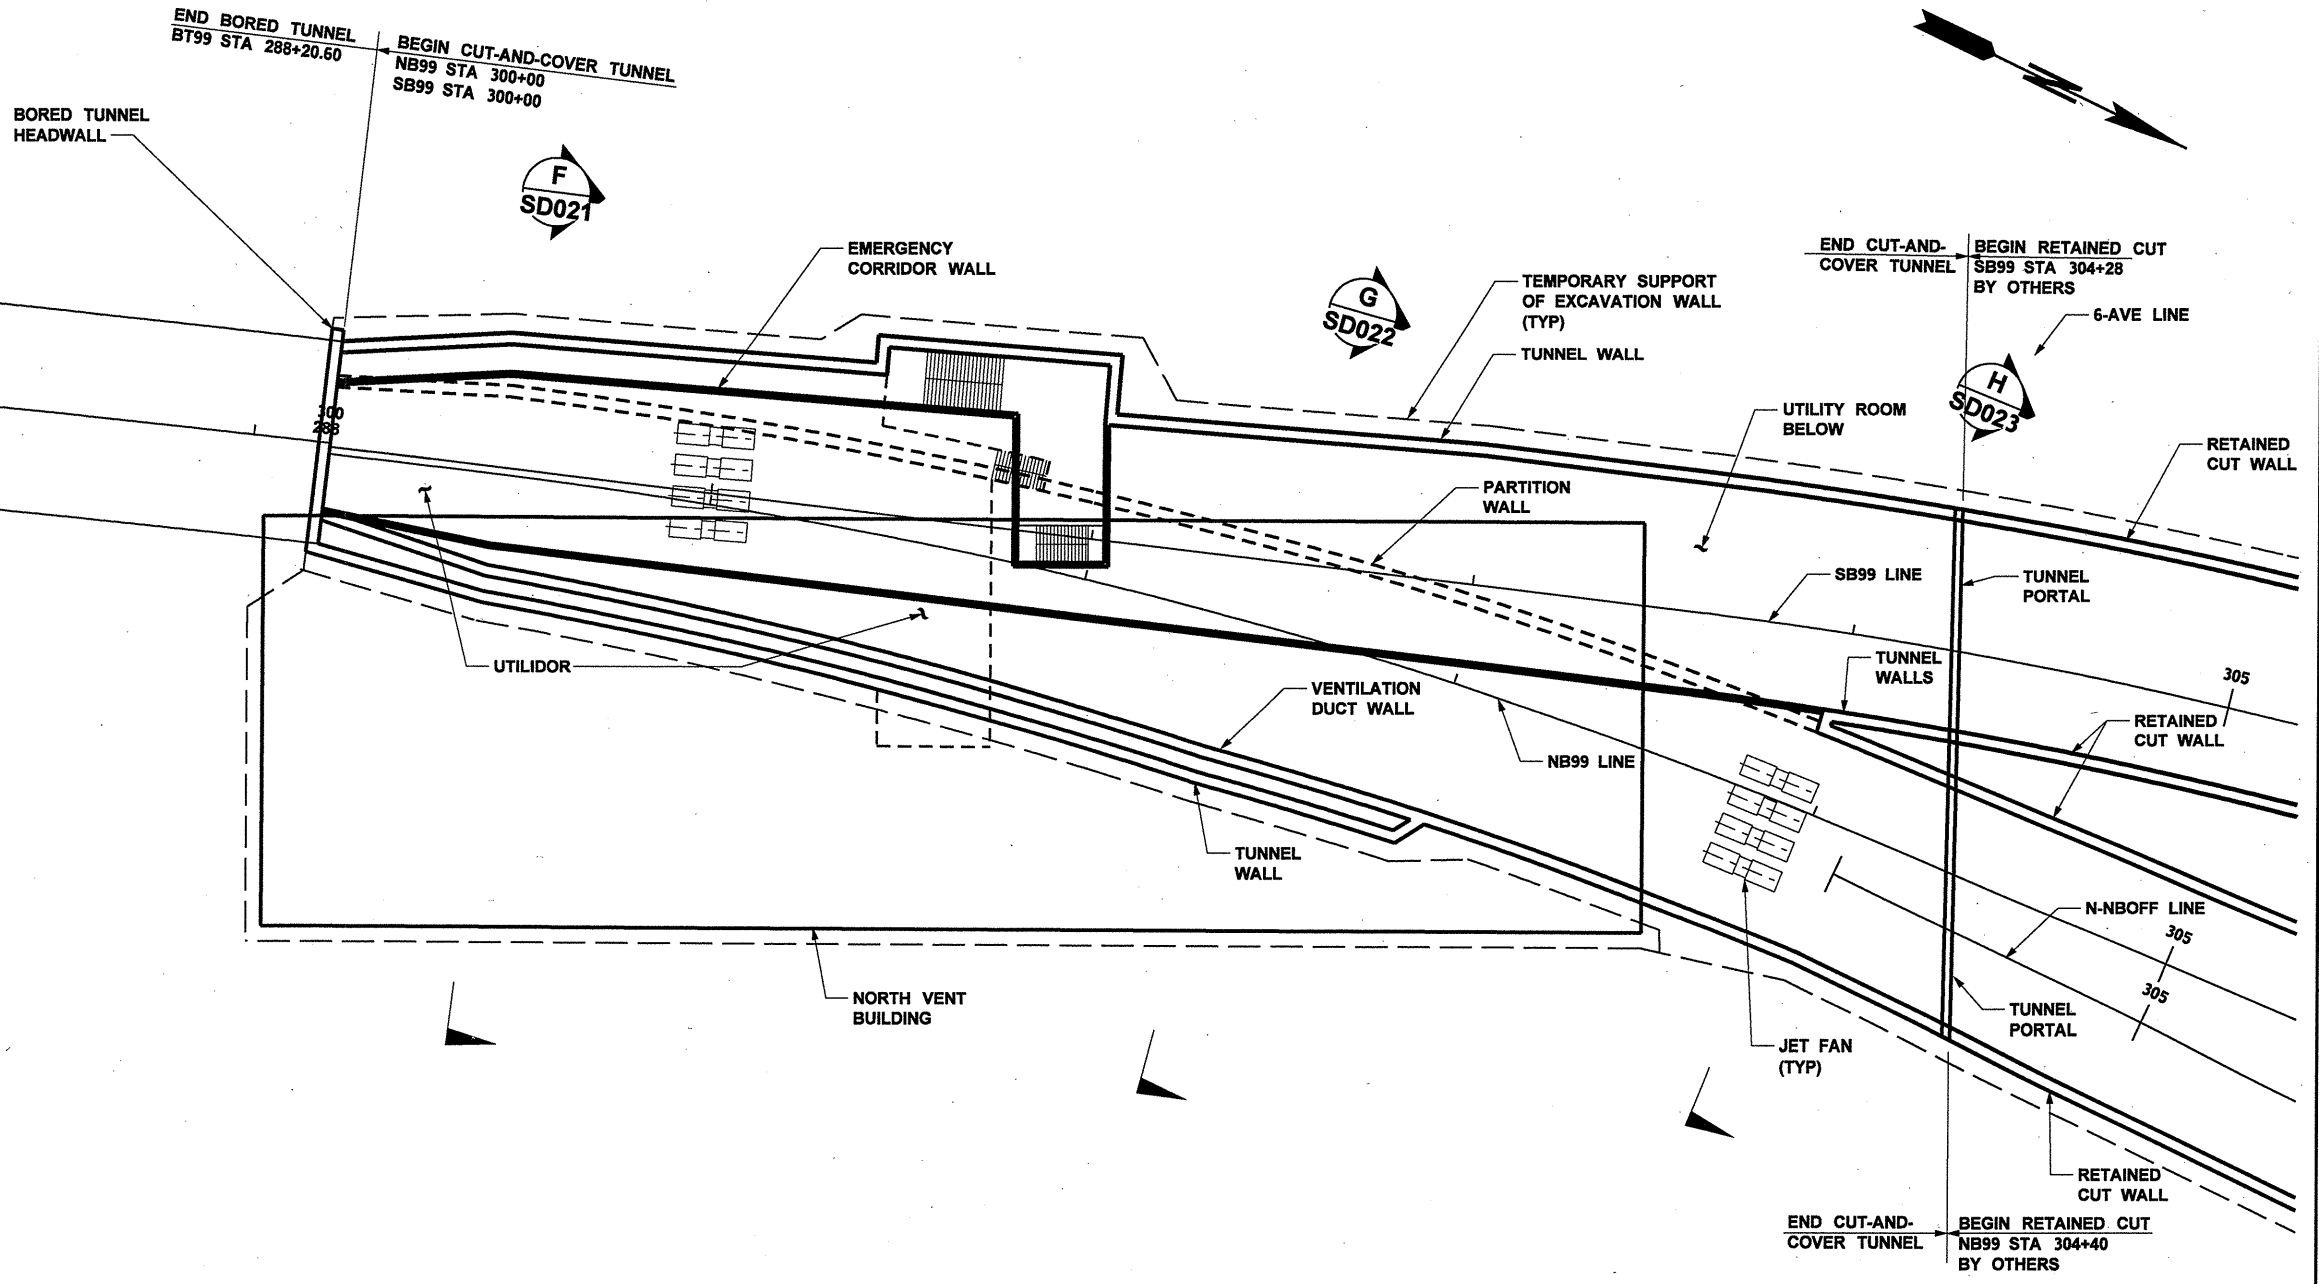 END BORED TUNNEL
BT99 STA 288+20.60
BEGIN CUT-AND-COVER TUNNEL
NB99 STA 300+00
SB99 STA 300+00
BORED TUNNEL
HEADWALL
F
SD021
EMERGENCY
CORRIDOR WALL
G
SD022
TEMPORARY SUPPORT
OF EXCAVATION WALL
(TYP)
TUNNEL WALL
END CUT-AND-
COVER TUNNEL
BEGIN RETAINED CUT
SB99 STA 304+28
BY OTHERS
6-AVE LINE
H
SD023
N
UTILITY ROOM
BELOW
RETAINED
CUT WALL
300
288
PARTITION
WALL
SB99 LINE
TUNNEL
PORTAL
UTILIDOR
VENTILATION
DUCT WALL
TUNNEL
WALLS
305
RETAINED
CUT WALL
NB99 LINE
TUNNEL
WALL
N-NBOFF LINE
305
305
NORTH VENT
BUILDING
TUNNEL
PORTAL
JET FAN
(TYP)
RETAINED
CUT WALL
END CUT-AND-
COVER TUNNEL
BEGIN RETAINED CUT
NB99 STA 304+40
BY OTHERS